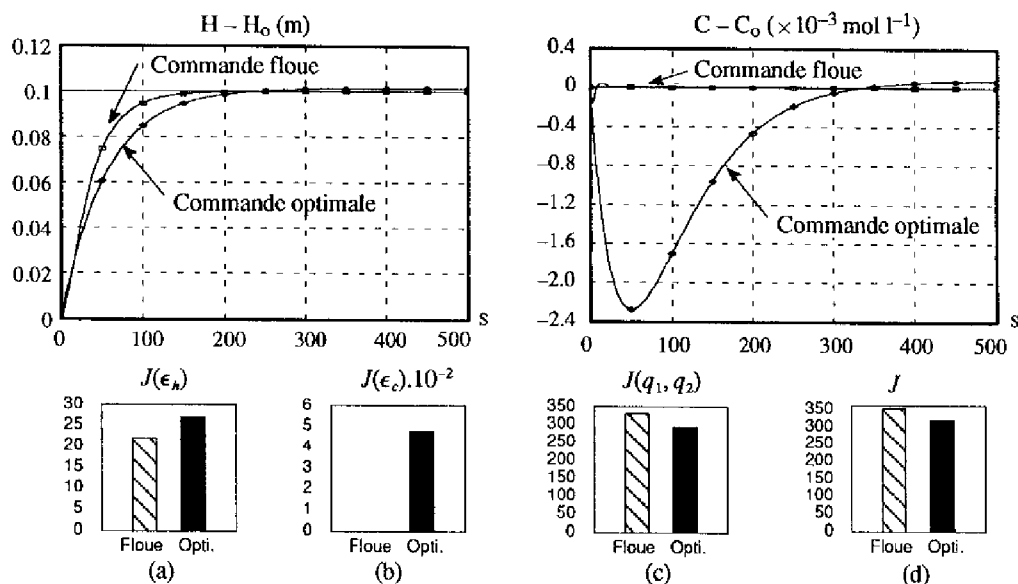 H – Hₒ (m)
0.12
0.1
0.08
0.06
0.04
0.02
0
Commande floue
Commande optimale
0 100 200 300 400 500
s
C – Cₒ (×10⁻³ mol l⁻¹)
0.4
0
–0.4
–0.8
–1.2
–1.6
–2.0
–2.4
Commande floue
Commande optimale
0 100 200 300 400 500
s
J(ϵₕ)
30
25
20
15
10
5
0
Floue Opti.
(a)
J(ϵ_c).10⁻²
6
5
4
3
2
1
0
Floue Opti.
(b)
J(q₁, q₂)
350
300
250
200
150
100
50
0
Floue Opti.
(c)
J
350
300
250
200
150
100
50
0
Floue Opti.
(d)